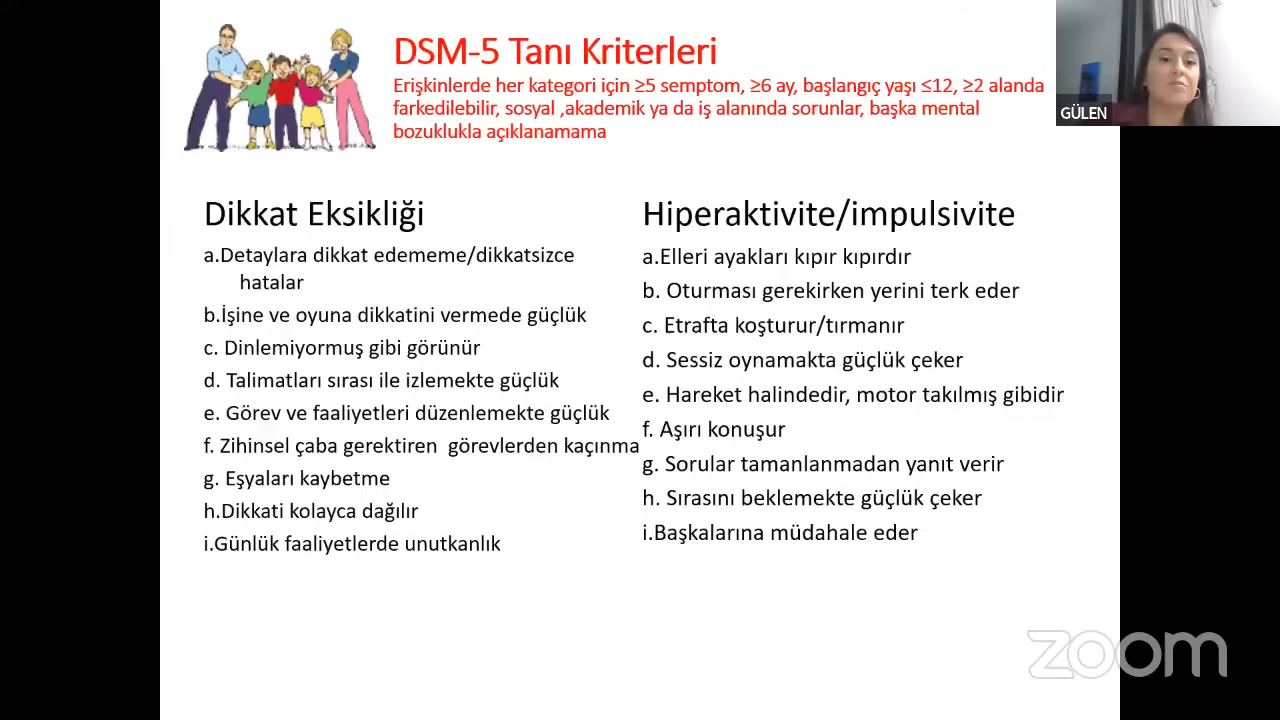 DSM-5 Tanı Kriterleri
Erişkinlerde her kategori için ≥5 semptom, ≥6 ay, başlangıç yaşı ≤12, ≥2 alanda
farkedilebilir, sosyal ,akademik ya da iş alanında sorunlar, başka mental
bozuklukla açıklanamama
GÜLEN
Dikkat Eksikliği
a.Detaylara dikkat edememe/dikkatsizce
hatalar
b.İşine ve oyuna dikkatini vermede güçlük
c. Dinlemiyormuş gibi görünür
d. Talimatları sırası ile izlemekte güçlük
e. Görev ve faaliyetleri düzenlemekte güçlük
f. Zihinsel çaba gerektiren görevlerden kaçınma
g. Eşyaları kaybetme
h.Dikkati kolayca dağılır
i.Günlük faaliyetlerde unutkanlık
Hiperaktivite/impulsivite
a.Elleri ayakları kıpır kıpırdır
b. Oturması gerekirken yerini terk eder
c. Etrafta koşturur/tırmanır
d. Sessiz oynamakta güçlük çeker
e. Hareket halindedir, motor takılmış gibidir
f. Aşırı konuşur
g. Sorular tamanlanmadan yanıt verir
h. Sırasını beklemekte güçlük çeker
i.Başkalarına müdahale eder
zoom